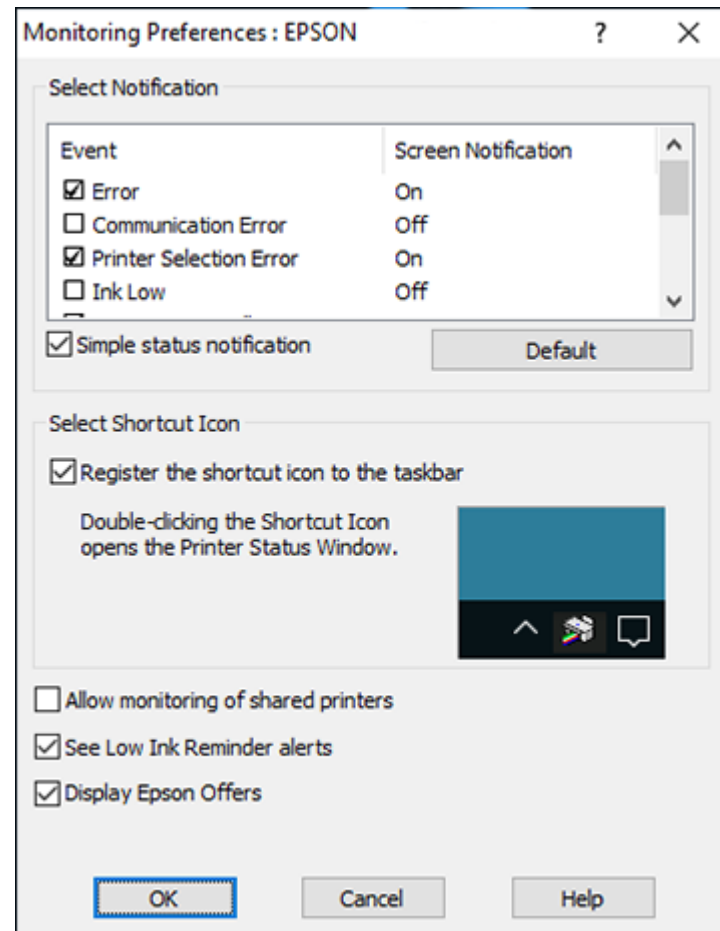 Monitoring Preferences : EPSON ? 
Select Notification
Event Screen Notification
Error On
Communication Error Off
Printer Selection Error On
Ink Low Off
Simple status notification Default
Select Shortcut Icon
Register the shortcut icon to the taskbar
Double-clicking the Shortcut Icon
opens the Printer Status Window.
Allow monitoring of shared printers
See Low Ink Reminder alerts
Display Epson Offers
OK Cancel Help